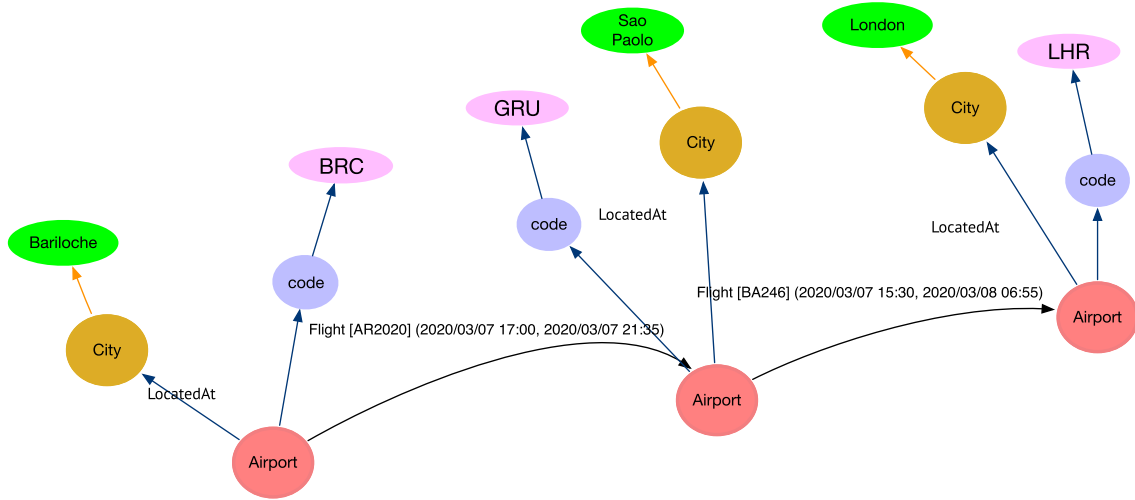 Sao
Paolo
London
LHR
GRU
City
City
BRC
code
code
LocatedAt
LocatedAt
Bariloche
code
Flight [BA246] (2020/03/07 15:30, 2020/03/08 06:55)
Airport
Flight [AR2020] (2020/03/07 17:00, 2020/03/07 21:35)
City
LocatedAt
Airport
Airport